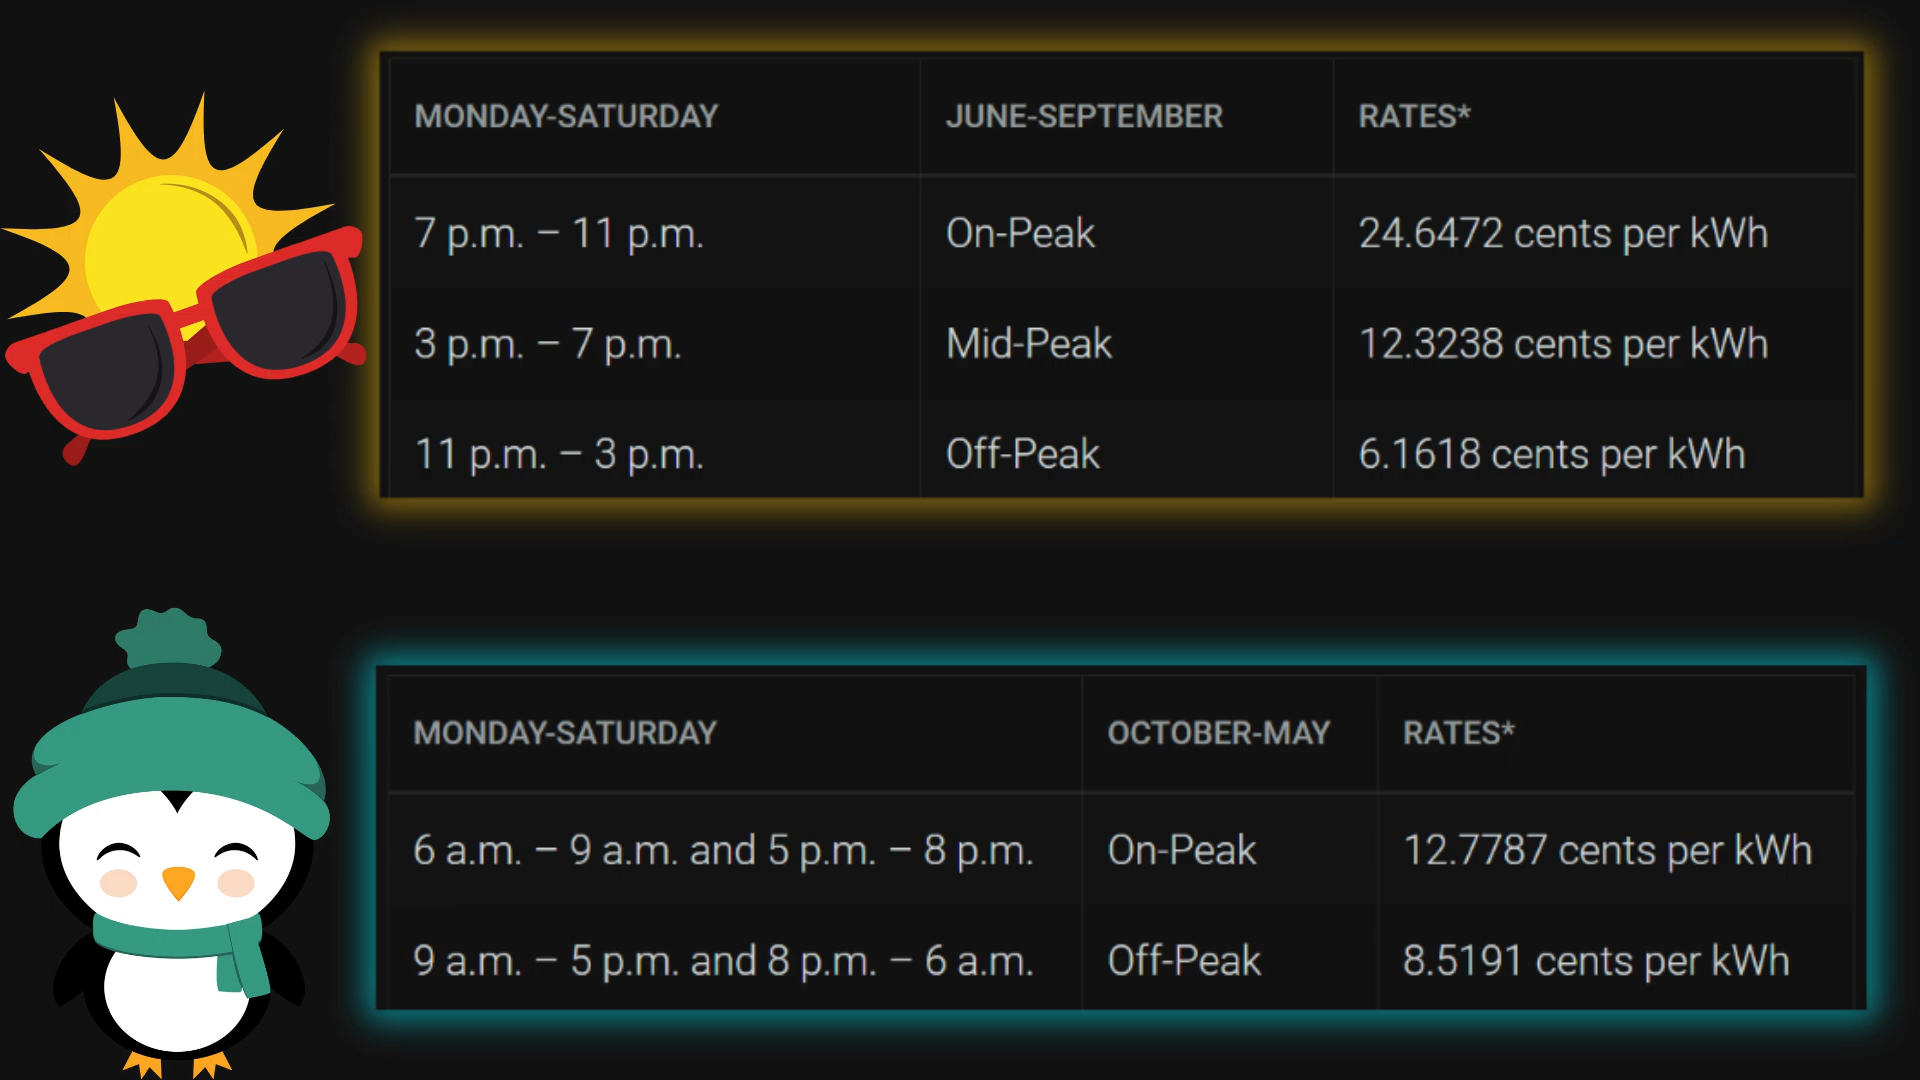 MONDAY-SATURDAY JUNE-SEPTEMBER RATES*
7 p.m. – 11 p.m. On-Peak 24.6472 cents per kWh
3 p.m. – 7 p.m. Mid-Peak 12.3238 cents per kWh
11 p.m. – 3 p.m. Off-Peak 6.1618 cents per kWh
MONDAY-SATURDAY OCTOBER-MAY RATES*
6 a.m. – 9 a.m. and 5 p.m. – 8 p.m. On-Peak 12.7787 cents per kWh
9 a.m. – 5 p.m. and 8 p.m. – 6 a.m. Off-Peak 8.5191 cents per kWh